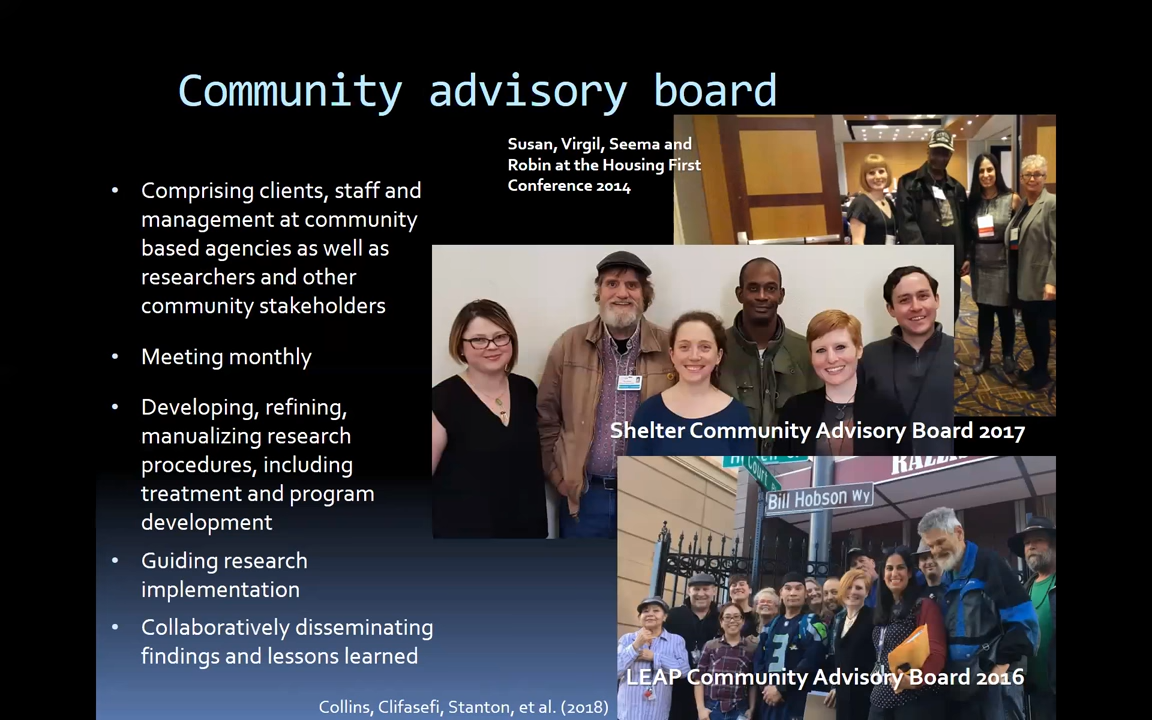 Community advisory board
Susan, Virgil, Seema and
Robin at the Housing First
Conference 2014
• Comprising clients, staff and
management at community
based agencies as well as
researchers and other
community stakeholders
• Meeting monthly
• Developing, refining,
manualizing research
procedures, including
treatment and program
development
• Guiding research
implementation
• Collaboratively disseminating
findings and lessons learned
Shelter Community Advisory Board 2017
Court
Bill Hobson Wy
LEAP Community Advisory Board 2016
Collins, Clifasefi, Stanton, et al. (2018)